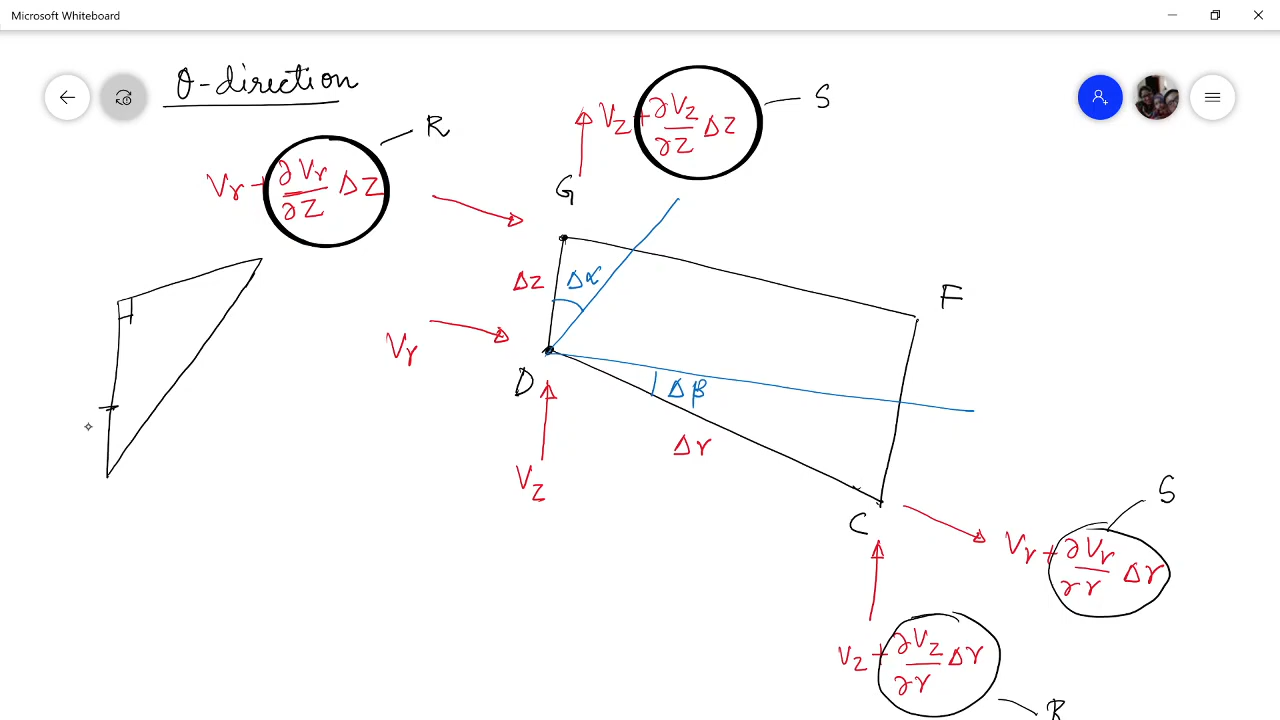 Microsoft Whiteboard
θ-direction
R
Vr + ∂Vr/∂z Δz
Vz + ∂Vz/∂z Δz
S
G
Δz
Δα
F
Vr
D
Δβ
Δr
Vz
C
S
Vr + ∂Vr/∂r Δr
Vz + ∂Vz/∂r Δr
R